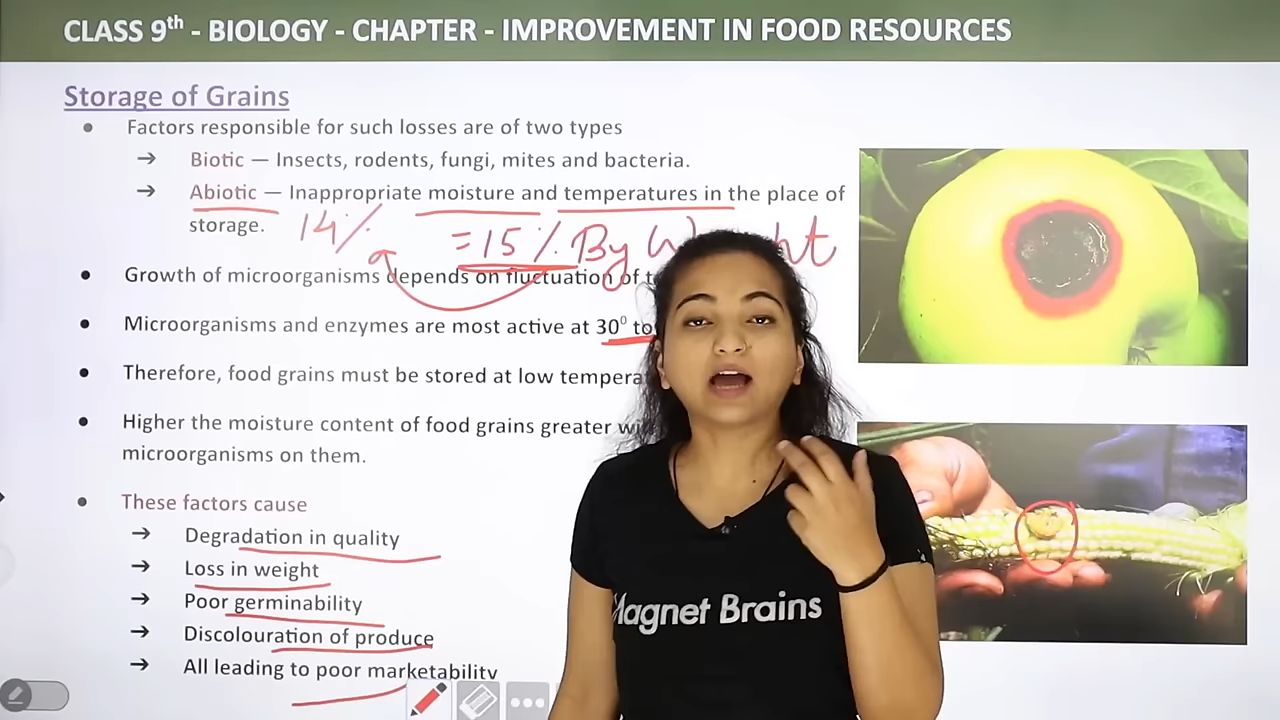 CLASS 9th - BIOLOGY - CHAPTER - IMPROVEMENT IN FOOD RESOURCES
Storage of Grains
• Factors responsible for such losses are of two types
→ Biotic — Insects, rodents, fungi, mites and bacteria.
→ Abiotic — Inappropriate moisture and temperatures in the place of
storage.
14%
=15% By
• Growth of microorganisms depends on fluctuation of
• Microorganisms and enzymes are most active at 30⁰ to
• Therefore, food grains must be stored at low
• Higher the moisture content of food grains greater
microorganisms on them.
• These factors cause
→ Degradation in quality
→ Loss in weight
→ Poor germinability
→ Discolouration of produce
→ All leading to poor marketability
Magnet Brains